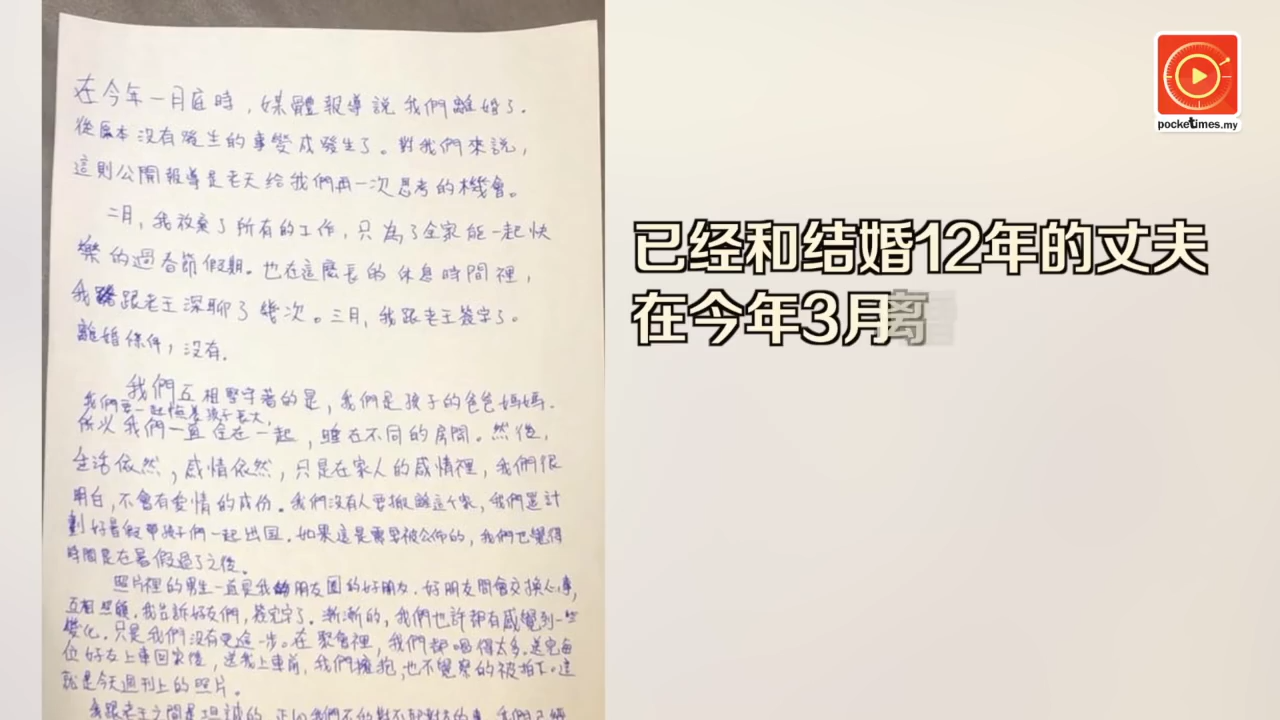 在今年一月底時，媒體報導說我們離婚了.
從原本沒有發生的事變成發生了。對我們來說，
這則公開報導是老天給我們再一次思考的機會。
二月，我放棄了所有的工作，只為了全家能一起快
樂的過春節假期。也在這麼長的休息時間裡，
我跟老王深聊了幾次。三月，我跟老王簽字了。
離婚條件，沒有.
我們互相堅守著的是，我們是孩子的爸爸媽媽.
我們要一起陪養孩子長大，
所以我們一直住在一起，睡在不同的房間。然後，
生活依然，感情依然，只是在家人的感情裡，我們很
明白，不會有愛情的成份。我們沒有人要搬離這个家，我們還計
劃好暑假帶孩子們一起出国. 如果這是需要被公佈的，我們也覺得
時間是在暑假過了之後。
照片裡的男生一直是我朋友圈的好朋友. 好朋友間會交換心事,
互相照顧. 我告訴好友們，簽完字了. 漸漸的，我們也許都有感覺到一些
變化. 只是我們沒有更進一步。在聚會裡，我們都喝得太多. 送完每
位好友上車回家後，送我上車前，我們擁抱，也不覺察的被拍下. 這
就是今天週刊上的照片。
我跟老王之間是坦誠的.
已经和结婚12年的丈夫
在今年3月离
pocketimes.my